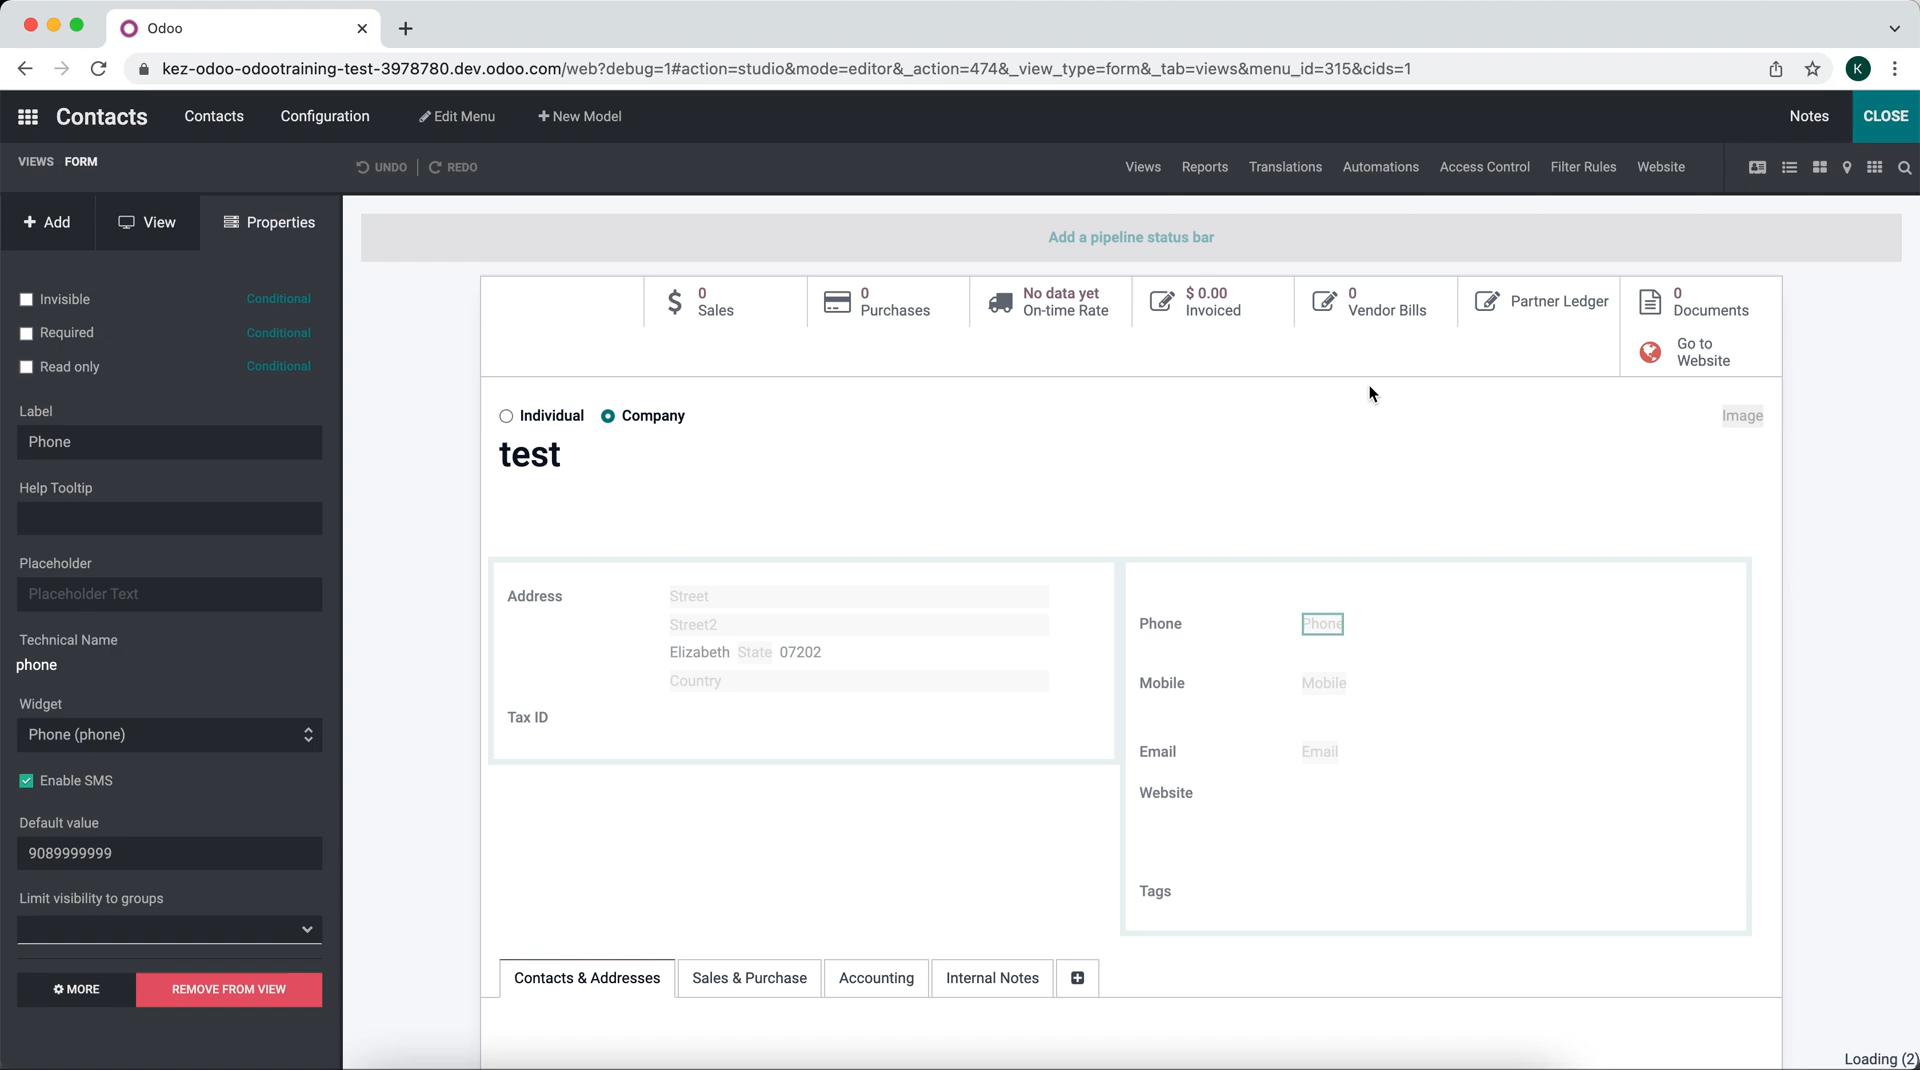 Odoo
kez-odoo-odootraining-test-3978780.dev.odoo.com/web?debug=1#action=studio&mode=editor&_action=474&_view_type=form&_tab=views&menu_id=315&cids=1
K
Contacts
Contacts
Configuration
Edit Menu
New Model
Notes
CLOSE
VIEWS FORM
UNDO
REDO
Views
Reports
Translations
Automations
Access Control
Filter Rules
Website
Add
View
Properties
Add a pipeline status bar
Invisible
Conditional
Required
Conditional
Read only
Conditional
Label
Phone
Help Tooltip
Placeholder
Placeholder Text
Technical Name
phone
Widget
Phone (phone)
Enable SMS
Default value
9089999999
Limit visibility to groups
MORE
REMOVE FROM VIEW
0
Sales
0
Purchases
No data yet
On-time Rate
$ 0.00
Invoiced
0
Vendor Bills
Partner Ledger
0
Documents
Go to
Website
Individual
Company
Image
test
Address
Street
Street2
Elizabeth State 07202
Country
Tax ID
Phone
Phone
Mobile
Mobile
Email
Email
Website
Tags
Contacts & Addresses
Sales & Purchase
Accounting
Internal Notes
Loading (2)